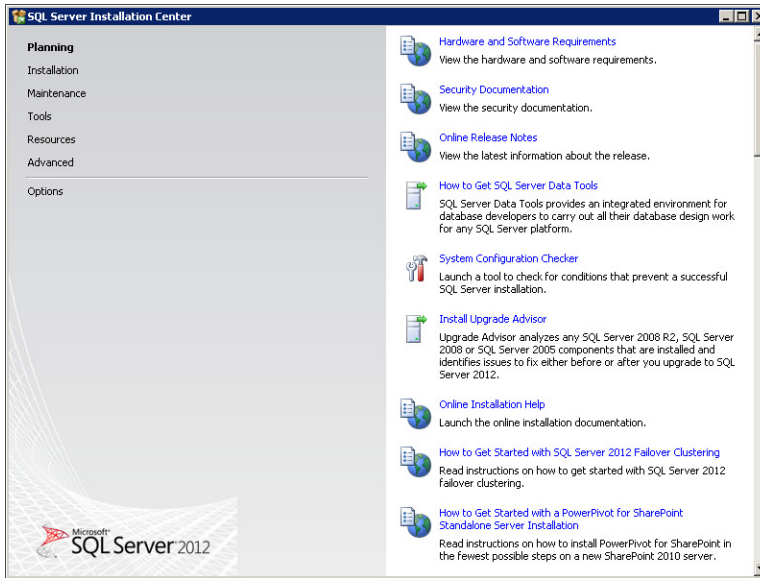 SQL Server Installation Center
Planning
Installation
Maintenance
Tools
Resources
Advanced
Options
Hardware and Software Requirements
View the hardware and software requirements.
Security Documentation
View the security documentation.
Online Release Notes
View the latest information about the release.
How to Get SQL Server Data Tools
SQL Server Data Tools provides an integrated environment for
database developers to carry out all their database design work
for any SQL Server platform.
System Configuration Checker
Launch a tool to check for conditions that prevent a successful
SQL Server installation.
Install Upgrade Advisor
Upgrade Advisor analyzes any SQL Server 2008 R2, SQL Server
2008 or SQL Server 2005 components that are installed and
identifies issues to fix either before or after you upgrade to SQL
Server 2012.
Online Installation Help
Launch the online installation documentation.
How to Get Started with SQL Server 2012 Failover Clustering
Read instructions on how to get started with SQL Server 2012
failover clustering.
How to Get Started with a PowerPivot for SharePoint
Standalone Server Installation
Read instructions on how to install PowerPivot for SharePoint in
the fewest possible steps on a new SharePoint 2010 server.
Microsoft
SQL Server 2012